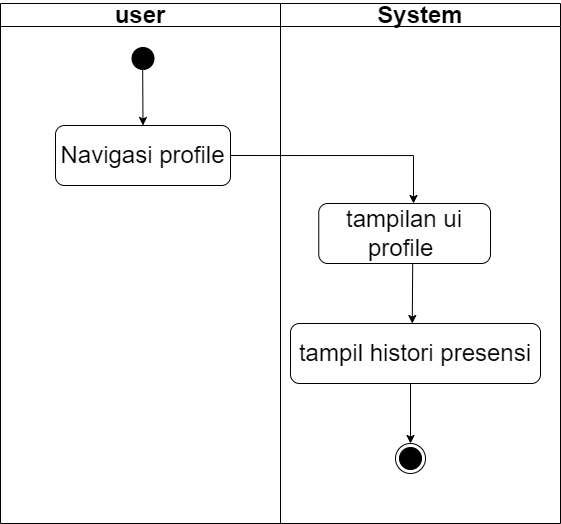 user
System
Navigasi profile
tampilan ui
profile
tampil histori presensi